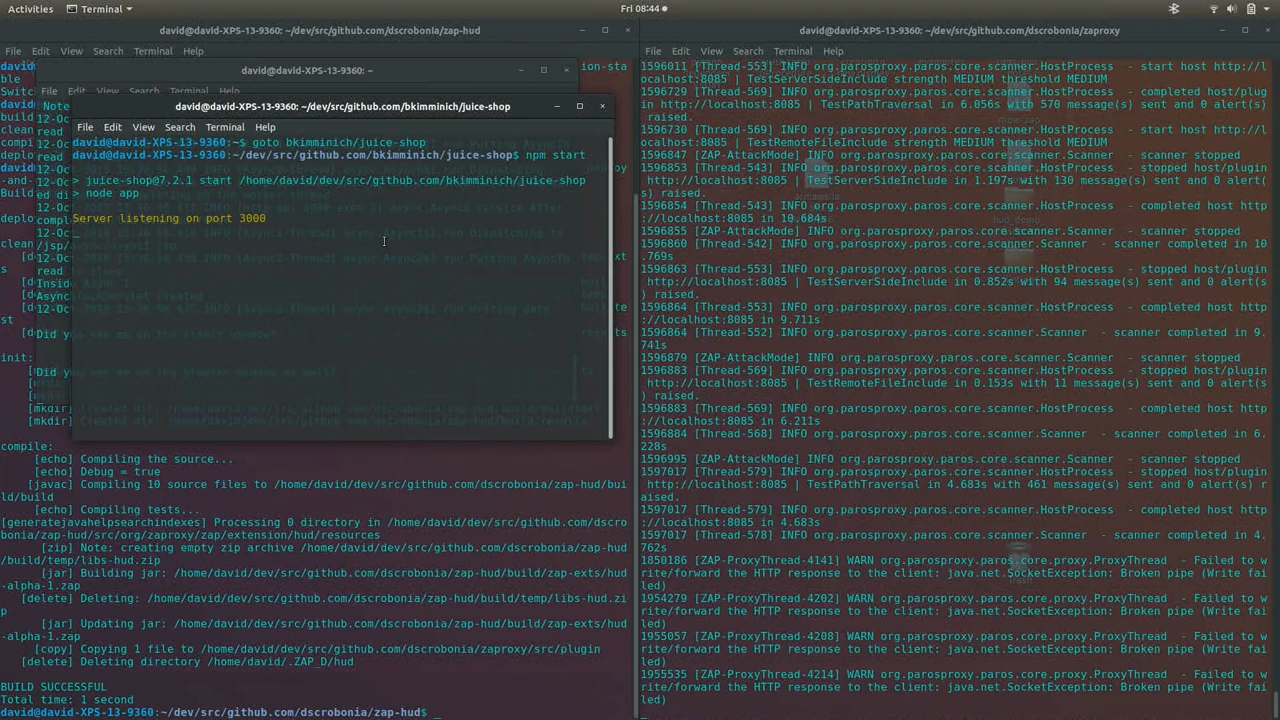 Activities
Terminal
Fri 08:44
david@david-XPS-13-9360: ~/dev/src/github.com/dscrobonia/zap-hud
File Edit View Search Terminal Help
david@david-XPS-13-9360: ~
File Edit View Search Terminal Help
david@david-XPS-13-9360: ~/dev/src/github.com/bkimminich/juice-shop
File Edit View Search Terminal Help
david@david-XPS-13-9360:~$ goto bkimminich/juice-shop
david@david-XPS-13-9360:~/dev/src/github.com/bkimminich/juice-shop$ npm start
> juice-shop@7.2.1 start /home/david/dev/src/github.com/bkimminich/juice-shop
> node app
Server listening on port 3000
init:
[mkdir] Created dir:
[mkdir] Created dir:
compile:
[echo] Compiling the source...
[echo] Debug = true
[javac] Compiling 10 source files to /home/david/dev/src/github.com/dscrobonia/zap-hud/bu
ild/build
[echo] Compiling tests...
[generatejavahelpsearchindexes] Processing 0 directory in /home/david/dev/src/github.com/dscro
bonia/zap-hud/src/org/zaproxy/zap/extension/hud/resources
[zip] Note: creating empty zip archive /home/david/dev/src/github.com/dscrobonia/zap-hud
/build/temp/libs-hud.zip
[jar] Building jar: /home/david/dev/src/github.com/dscrobonia/zap-hud/build/zap-exts/hud
-alpha-1.zap
[delete] Deleting: /home/david/dev/src/github.com/dscrobonia/zap-hud/build/temp/libs-hud.zi
p
[jar] Updating jar: /home/david/dev/src/github.com/dscrobonia/zap-hud/build/zap-exts/hud
-alpha-1.zap
[copy] Copying 1 file to /home/david/dev/src/github.com/dscrobonia/zaproxy/src/plugin
[delete] Deleting directory /home/david/.ZAP_D/hud
BUILD SUCCESSFUL
Total time: 1 second
david@david-XPS-13-9360:~/dev/src/github.com/dscrobonia/zap-hud$
david@david-XPS-13-9360: ~/dev/src/github.com/dscrobonia/zaproxy
File Edit View Search Terminal Help
1596011 [Thread-553] INFO org.parosproxy.paros.core.scanner.HostProcess - start host http://l
ocalhost:8085 | TestServerSideInclude strength MEDIUM threshold MEDIUM
1596729 [Thread-569] INFO org.parosproxy.paros.core.scanner.HostProcess - completed host/plug
in http://localhost:8085 | TestPathTraversal in 6.056s with 570 message(s) sent and 0 alert(s)
raised.
1596730 [Thread-569] INFO org.parosproxy.paros.core.scanner.HostProcess - start host http://l
ocalhost:8085 | TestRemoteFileInclude strength MEDIUM threshold MEDIUM
1596847 [ZAP-AttackMode] INFO org.parosproxy.paros.core.scanner.Scanner - scanner stopped
1596853 [Thread-543] INFO org.parosproxy.paros.core.scanner.HostProcess - stopped host/plugin
http://localhost:8085 | TestServerSideInclude in 1.197s with 130 message(s) sent and 0 alert(
s) raised.
1596854 [Thread-543] INFO org.parosproxy.paros.core.scanner.HostProcess - completed host http
://localhost:8085 in 10.684s
1596855 [ZAP-AttackMode] INFO org.parosproxy.paros.core.scanner.Scanner - scanner stopped
1596860 [Thread-542] INFO org.parosproxy.paros.core.scanner.Scanner - scanner completed in 10
.769s
1596863 [Thread-553] INFO org.parosproxy.paros.core.scanner.HostProcess - stopped host/plugin
http://localhost:8085 | TestServerSideInclude in 0.852s with 94 message(s) sent and 0 alert(s
) raised.
1596864 [Thread-553] INFO org.parosproxy.paros.core.scanner.HostProcess - completed host http
://localhost:8085 in 9.711s
1596864 [Thread-552] INFO org.parosproxy.paros.core.scanner.Scanner - scanner completed in 9.
741s
1596879 [ZAP-AttackMode] INFO org.parosproxy.paros.core.scanner.Scanner - scanner stopped
1596883 [Thread-569] INFO org.parosproxy.paros.core.scanner.HostProcess - stopped host/plugin
http://localhost:8085 | TestRemoteFileInclude in 0.153s with 11 message(s) sent and 0 alert(s
) raised.
1596883 [Thread-569] INFO org.parosproxy.paros.core.scanner.HostProcess - completed host http
://localhost:8085 in 6.211s
1596884 [Thread-568] INFO org.parosproxy.paros.core.scanner.Scanner - scanner completed in 6.
228s
1596995 [ZAP-AttackMode] INFO org.parosproxy.paros.core.scanner.Scanner - scanner stopped
1597017 [Thread-579] INFO org.parosproxy.paros.core.scanner.HostProcess - stopped host/plugin
http://localhost:8085 | TestPathTraversal in 4.683s with 461 message(s) sent and 0 alert(s) r
aised.
1597017 [Thread-579] INFO org.parosproxy.paros.core.scanner.HostProcess - completed host http
://localhost:8085 in 4.683s
1597017 [Thread-578] INFO org.parosproxy.paros.core.scanner.Scanner - scanner completed in 4.
762s
1850186 [ZAP-ProxyThread-4141] WARN org.parosproxy.paros.core.proxy.ProxyThread - Failed to w
rite/forward the HTTP response to the client: java.net.SocketException: Broken pipe (Write fai
led)
1954279 [ZAP-ProxyThread-4202] WARN org.parosproxy.paros.core.proxy.ProxyThread - Failed to w
rite/forward the HTTP response to the client: java.net.SocketException: Broken pipe (Write fai
led)
1955057 [ZAP-ProxyThread-4208] WARN org.parosproxy.paros.core.proxy.ProxyThread - Failed to w
rite/forward the HTTP response to the client: java.net.SocketException: Broken pipe (Write fai
led)
1955535 [ZAP-ProxyThread-4214] WARN org.parosproxy.paros.core.proxy.ProxyThread - Failed to w
rite/forward the HTTP response to the client: java.net.SocketException: Broken pipe (Write fai
led)